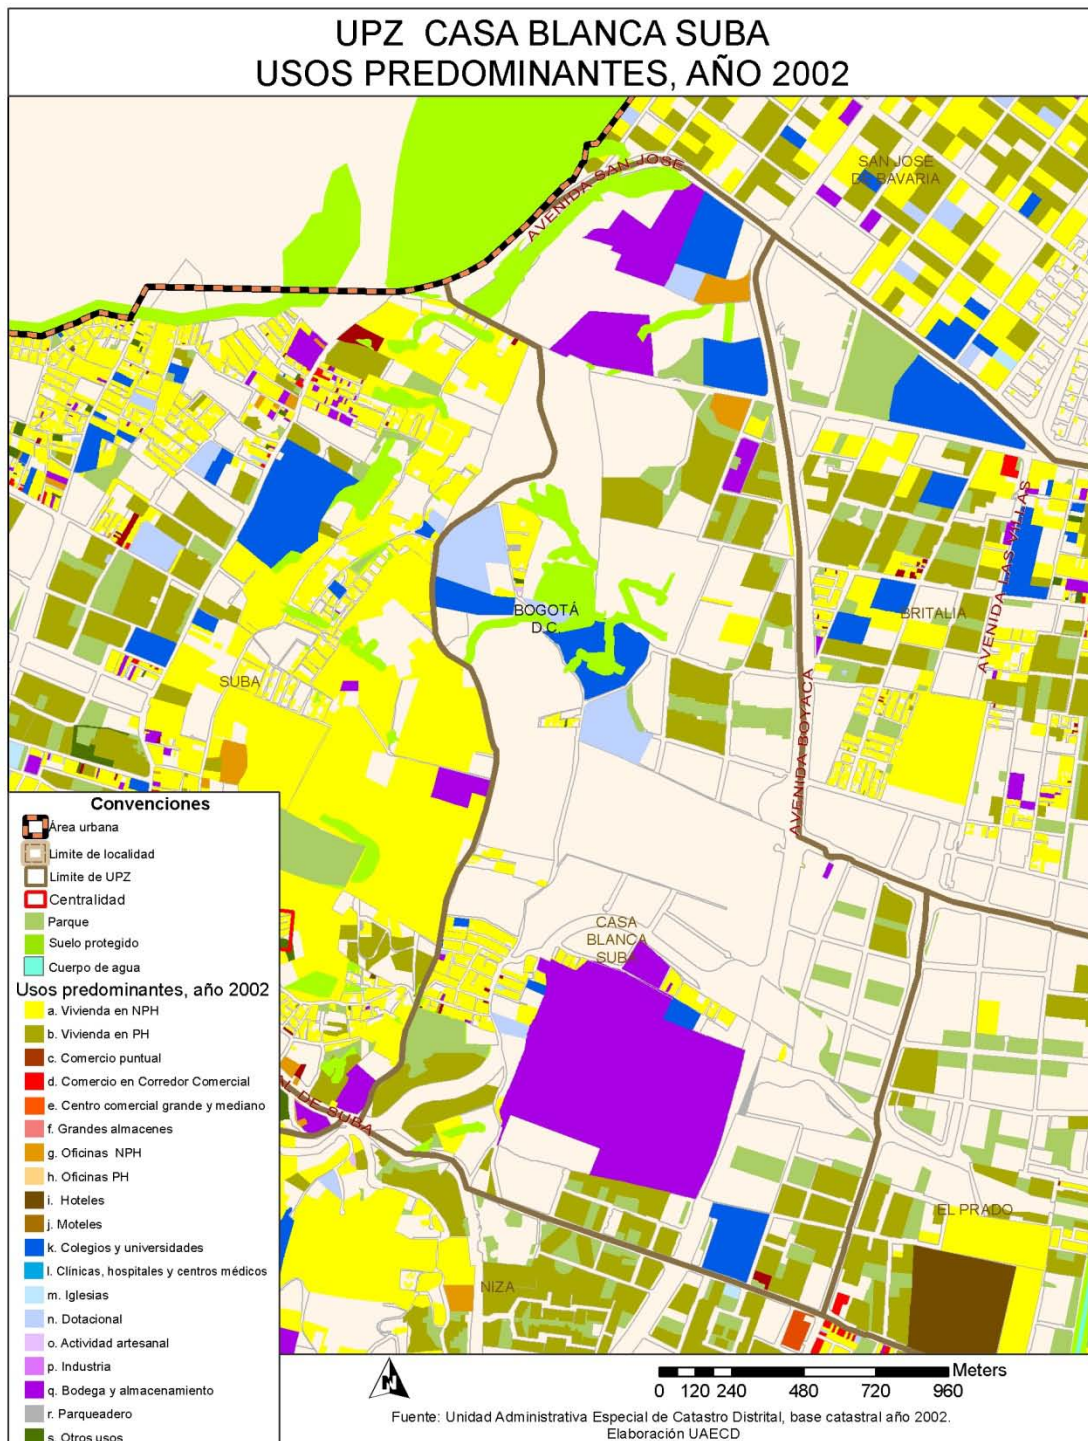 UPZ CASA BLANCA SUBA
USOS PREDOMINANTES, AÑO 2002
AVENIDA SAN JOSE
SAN JOSE
DE BAVARIA
AVENIDA LAS VILLAS
BRITALIA
BOGOTÁ
D.C.
SUBA
AVENIDA BOYACA
CASA
BLANCA
SUBA
AL DE SUBA
EL PRADO
NIZA
Convenciones
Área urbana
Limite de localidad
Limite de UPZ
Centralidad
Parque
Suelo protegido
Cuerpo de agua
Usos predominantes, año 2002
a. Vivienda en NPH
b. Vivienda en PH
c. Comercio puntual
d. Comercio en Corredor Comercial
e. Centro comercial grande y mediano
f. Grandes almacenes
g. Oficinas NPH
h. Oficinas PH
i. Hoteles
j. Moteles
k. Colegios y universidades
l. Clínicas, hospitales y centros médicos
m. Iglesias
n. Dotacional
o. Actividad artesanal
p. Industria
q. Bodega y almacenamiento
r. Parqueadero
s. Otros usos
N
Meters
0 120 240 480 720 960
Fuente: Unidad Administrativa Especial de Catastro Distrital, base catastral año 2002.
Elaboración UAECD